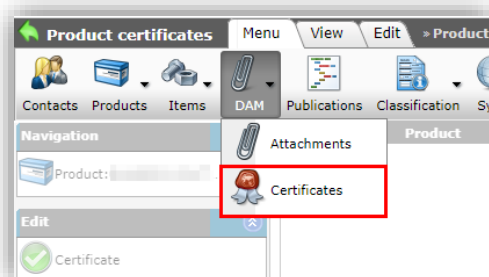 Product certificates Menu View Edit » Product
Contacts Products Items DAM Publications Classification Sy
Navigation Product
Attachments
Product:
Certificates
Edit
Certificate